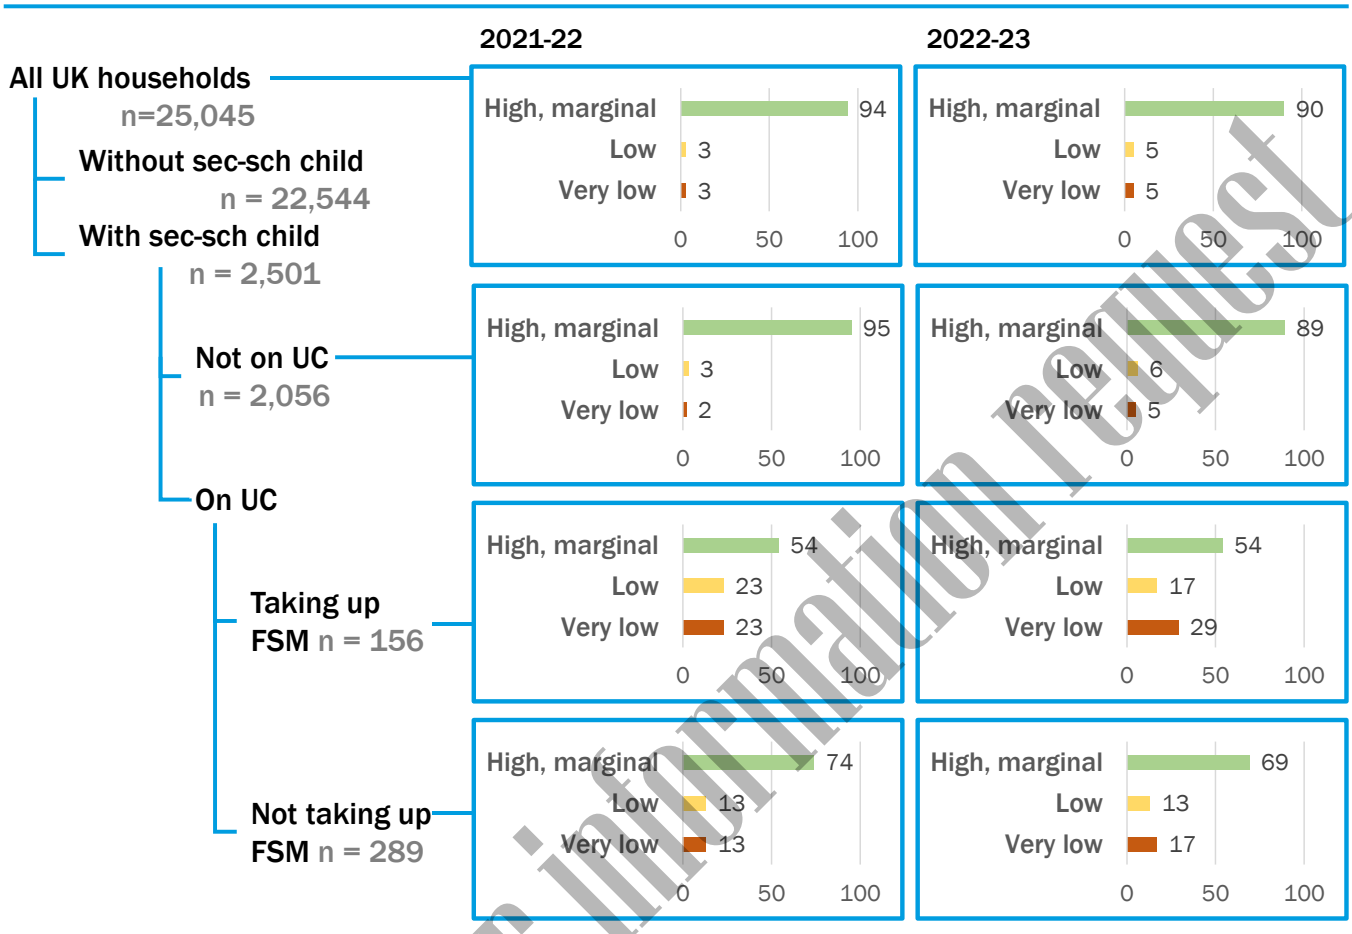 2021-22
2022-23
All UK households
n=25,045
Without sec-sch child
n = 22,544
With sec-sch child
n = 2,501
Not on UC
n = 2,056
On UC
Taking up
FSM n = 156
Not taking up
FSM n = 289
High, marginal 94
Low 3
Very low 3
0 50 100
High, marginal 90
Low 5
Very low 5
0 50 100
High, marginal 95
Low 3
Very low 2
0 50 100
High, marginal 89
Low 6
Very low 5
0 50 100
High, marginal 54
Low 23
Very low 23
0 50 100
High, marginal 54
Low 17
Very low 29
0 50 100
High, marginal 74
Low 13
Very low 13
0 50 100
High, marginal 69
Low 13
Very low 17
0 50 100
information request